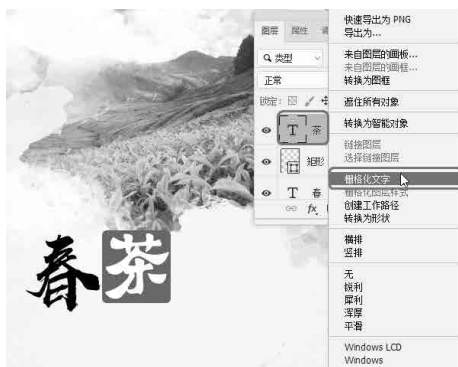 图层 属性
类型
正常
锁定:
T 茶
矩形
T 春
fx
快速导出为 PNG
导出为...
来自图层的画板...
来自图层的画框...
转换为图框
遮住所有对象
转换为智能对象
链接图层
选择链接图层
栅格化文字
栅格化图层样式
创建工作路径
转换为形状
横排
竖排
无
锐利
犀利
浑厚
平滑
Windows LCD
Windows
春茶